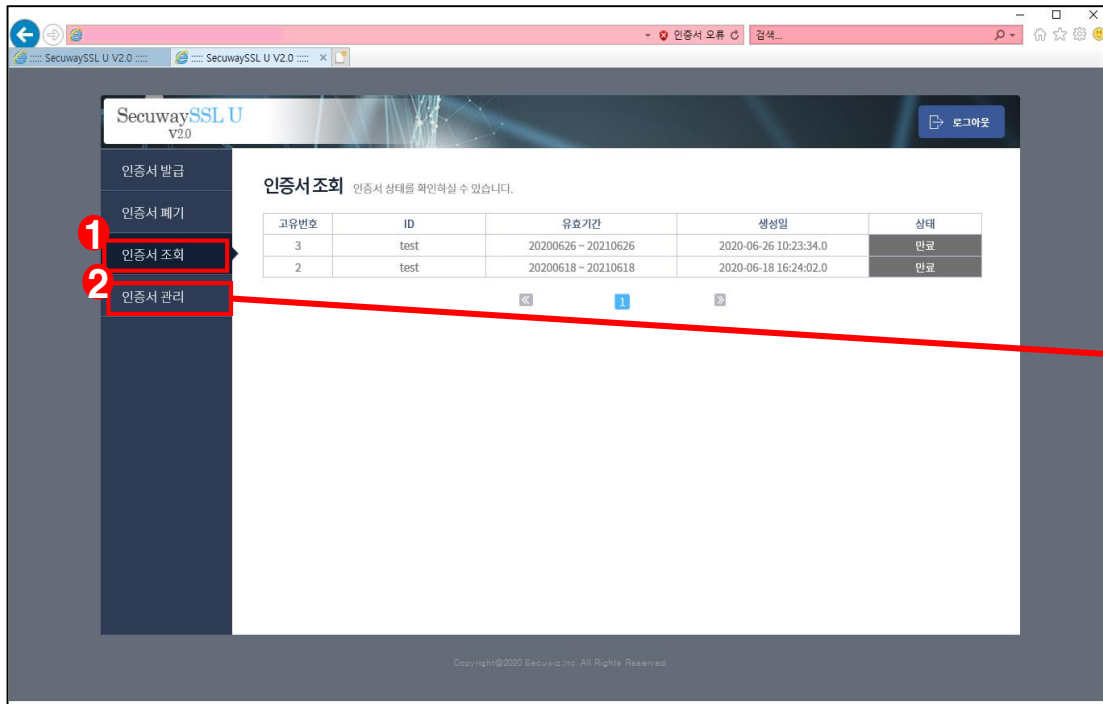 인증서 오류
검색...
::::: SecuwaySSL U V2.0 :::::
::::: SecuwaySSL U V2.0 :::::
SecuwaySSL U
V2.0
로그아웃
인증서 발급
인증서 폐기
1
인증서 조회
2
인증서 관리
인증서 조회 인증서 상태를 확인하실 수 있습니다.
고유번호 ID 유효기간 생성일 상태
3 test 20200626 ~ 20210626 2020-06-26 10:23:34.0 만료
2 test 20200618 ~ 20210618 2020-06-18 16:24:02.0 만료
1
Copyright@2020 Secuwiz,Inc. All Rights Reserved.